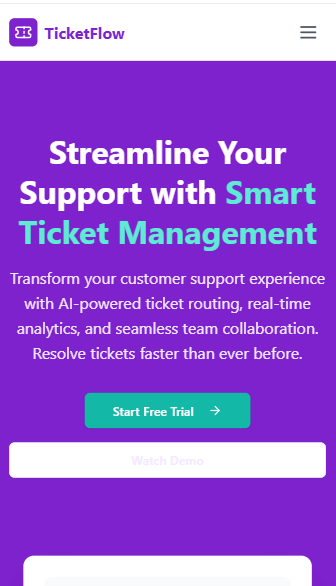 TicketFlow
Streamline Your
Support with Smart
Ticket Management
Transform your customer support experience
with AI-powered ticket routing, real-time
analytics, and seamless team collaboration.
Resolve tickets faster than ever before.
Start Free Trial
Watch Demo